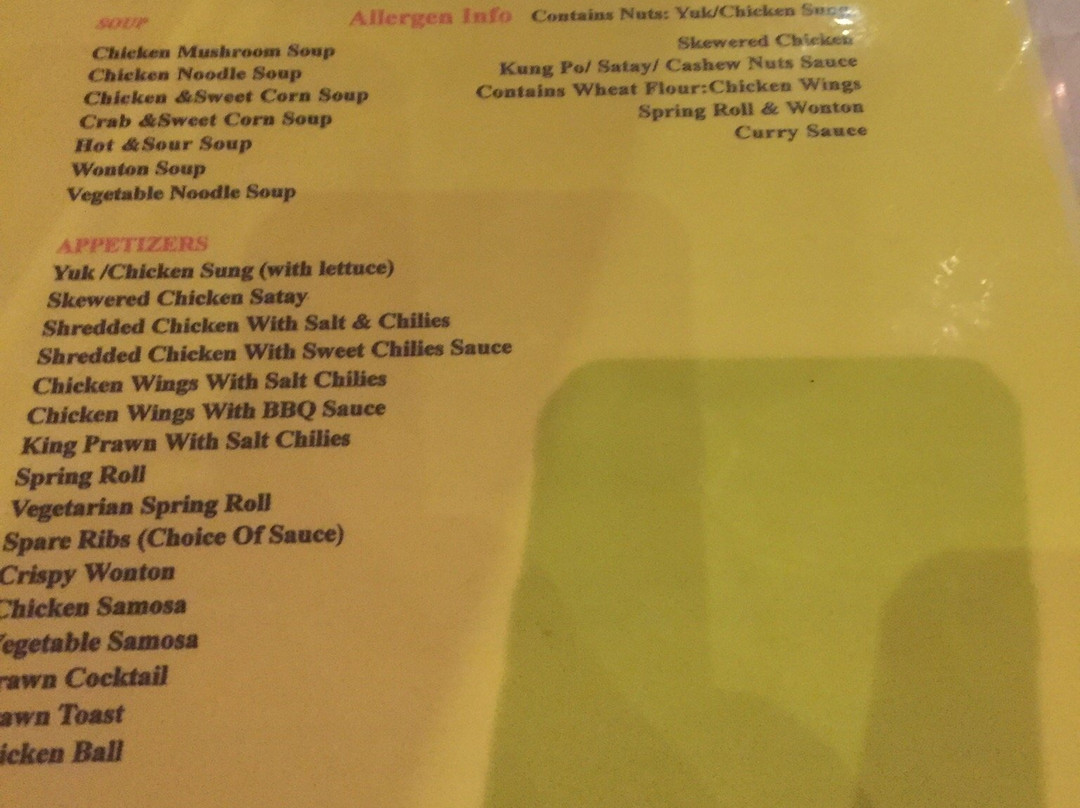 SOUP
Chicken Mushroom Soup
Chicken Noodle Soup
Chicken &Sweet Corn Soup
Crab &Sweet Corn Soup
Hot &Sour Soup
Wonton Soup
Vegetable Noodle Soup
Allergen Info Contains Nuts: Yuk/Chicken Sung
Skewered Chicken
Kung Po/ Satay/ Cashew Nuts Sauce
Contains Wheat Flour:Chicken Wings
Spring Roll & Wonton
Curry Sauce
APPETIZERS
Yuk /Chicken Sung (with lettuce)
Skewered Chicken Satay
Shredded Chicken With Salt & Chilies
Shredded Chicken With Sweet Chilies Sauce
Chicken Wings With Salt Chilies
Chicken Wings With BBQ Sauce
King Prawn With Salt Chilies
Spring Roll
Vegetarian Spring Roll
Spare Ribs (Choice Of Sauce)
Crispy Wonton
Chicken Samosa
Vegetable Samosa
rawn Cocktail
awn Toast
icken Ball